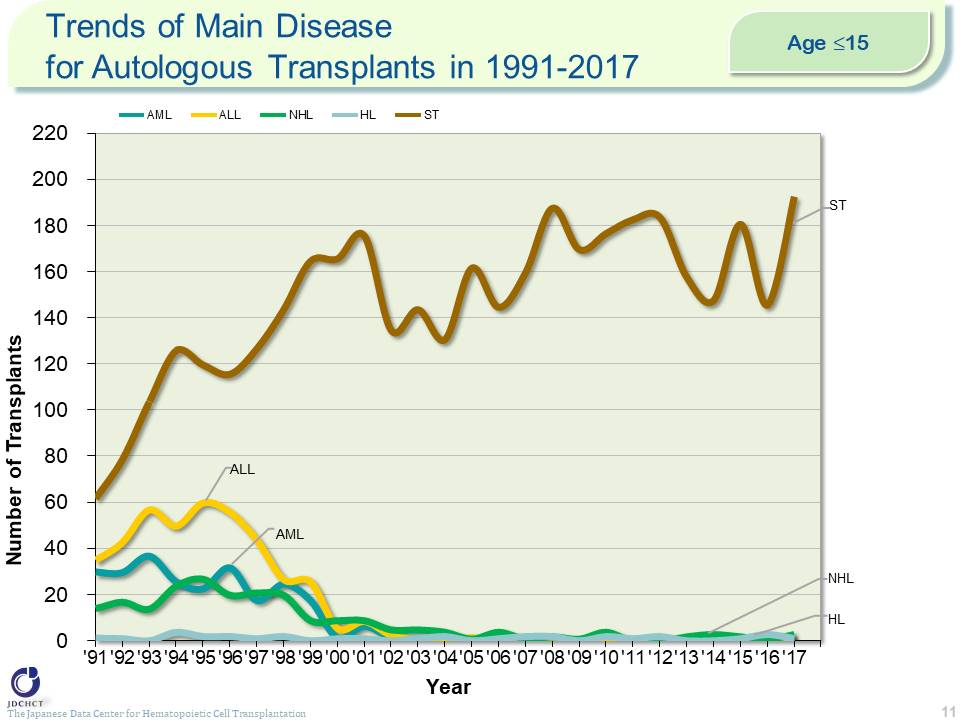 Trends of Main Disease
for Autologous Transplants in 1991-2017
Age ≤15
AML ALL NHL HL ST
220
200
180
160
140
120
100
80
60
40
20
0
Number of Transplants
ST
ALL
AML
NHL
HL
'91 '92 '93 '94 '95 '96 '97 '98 '99 '00 '01 '02 '03 '04 '05 '06 '07 '08 '09 '10 '11 '12 '13 '14 '15 '16 '17
Year
JDCHCT
The Japanese Data Center for Hematopoietic Cell Transplantation
11